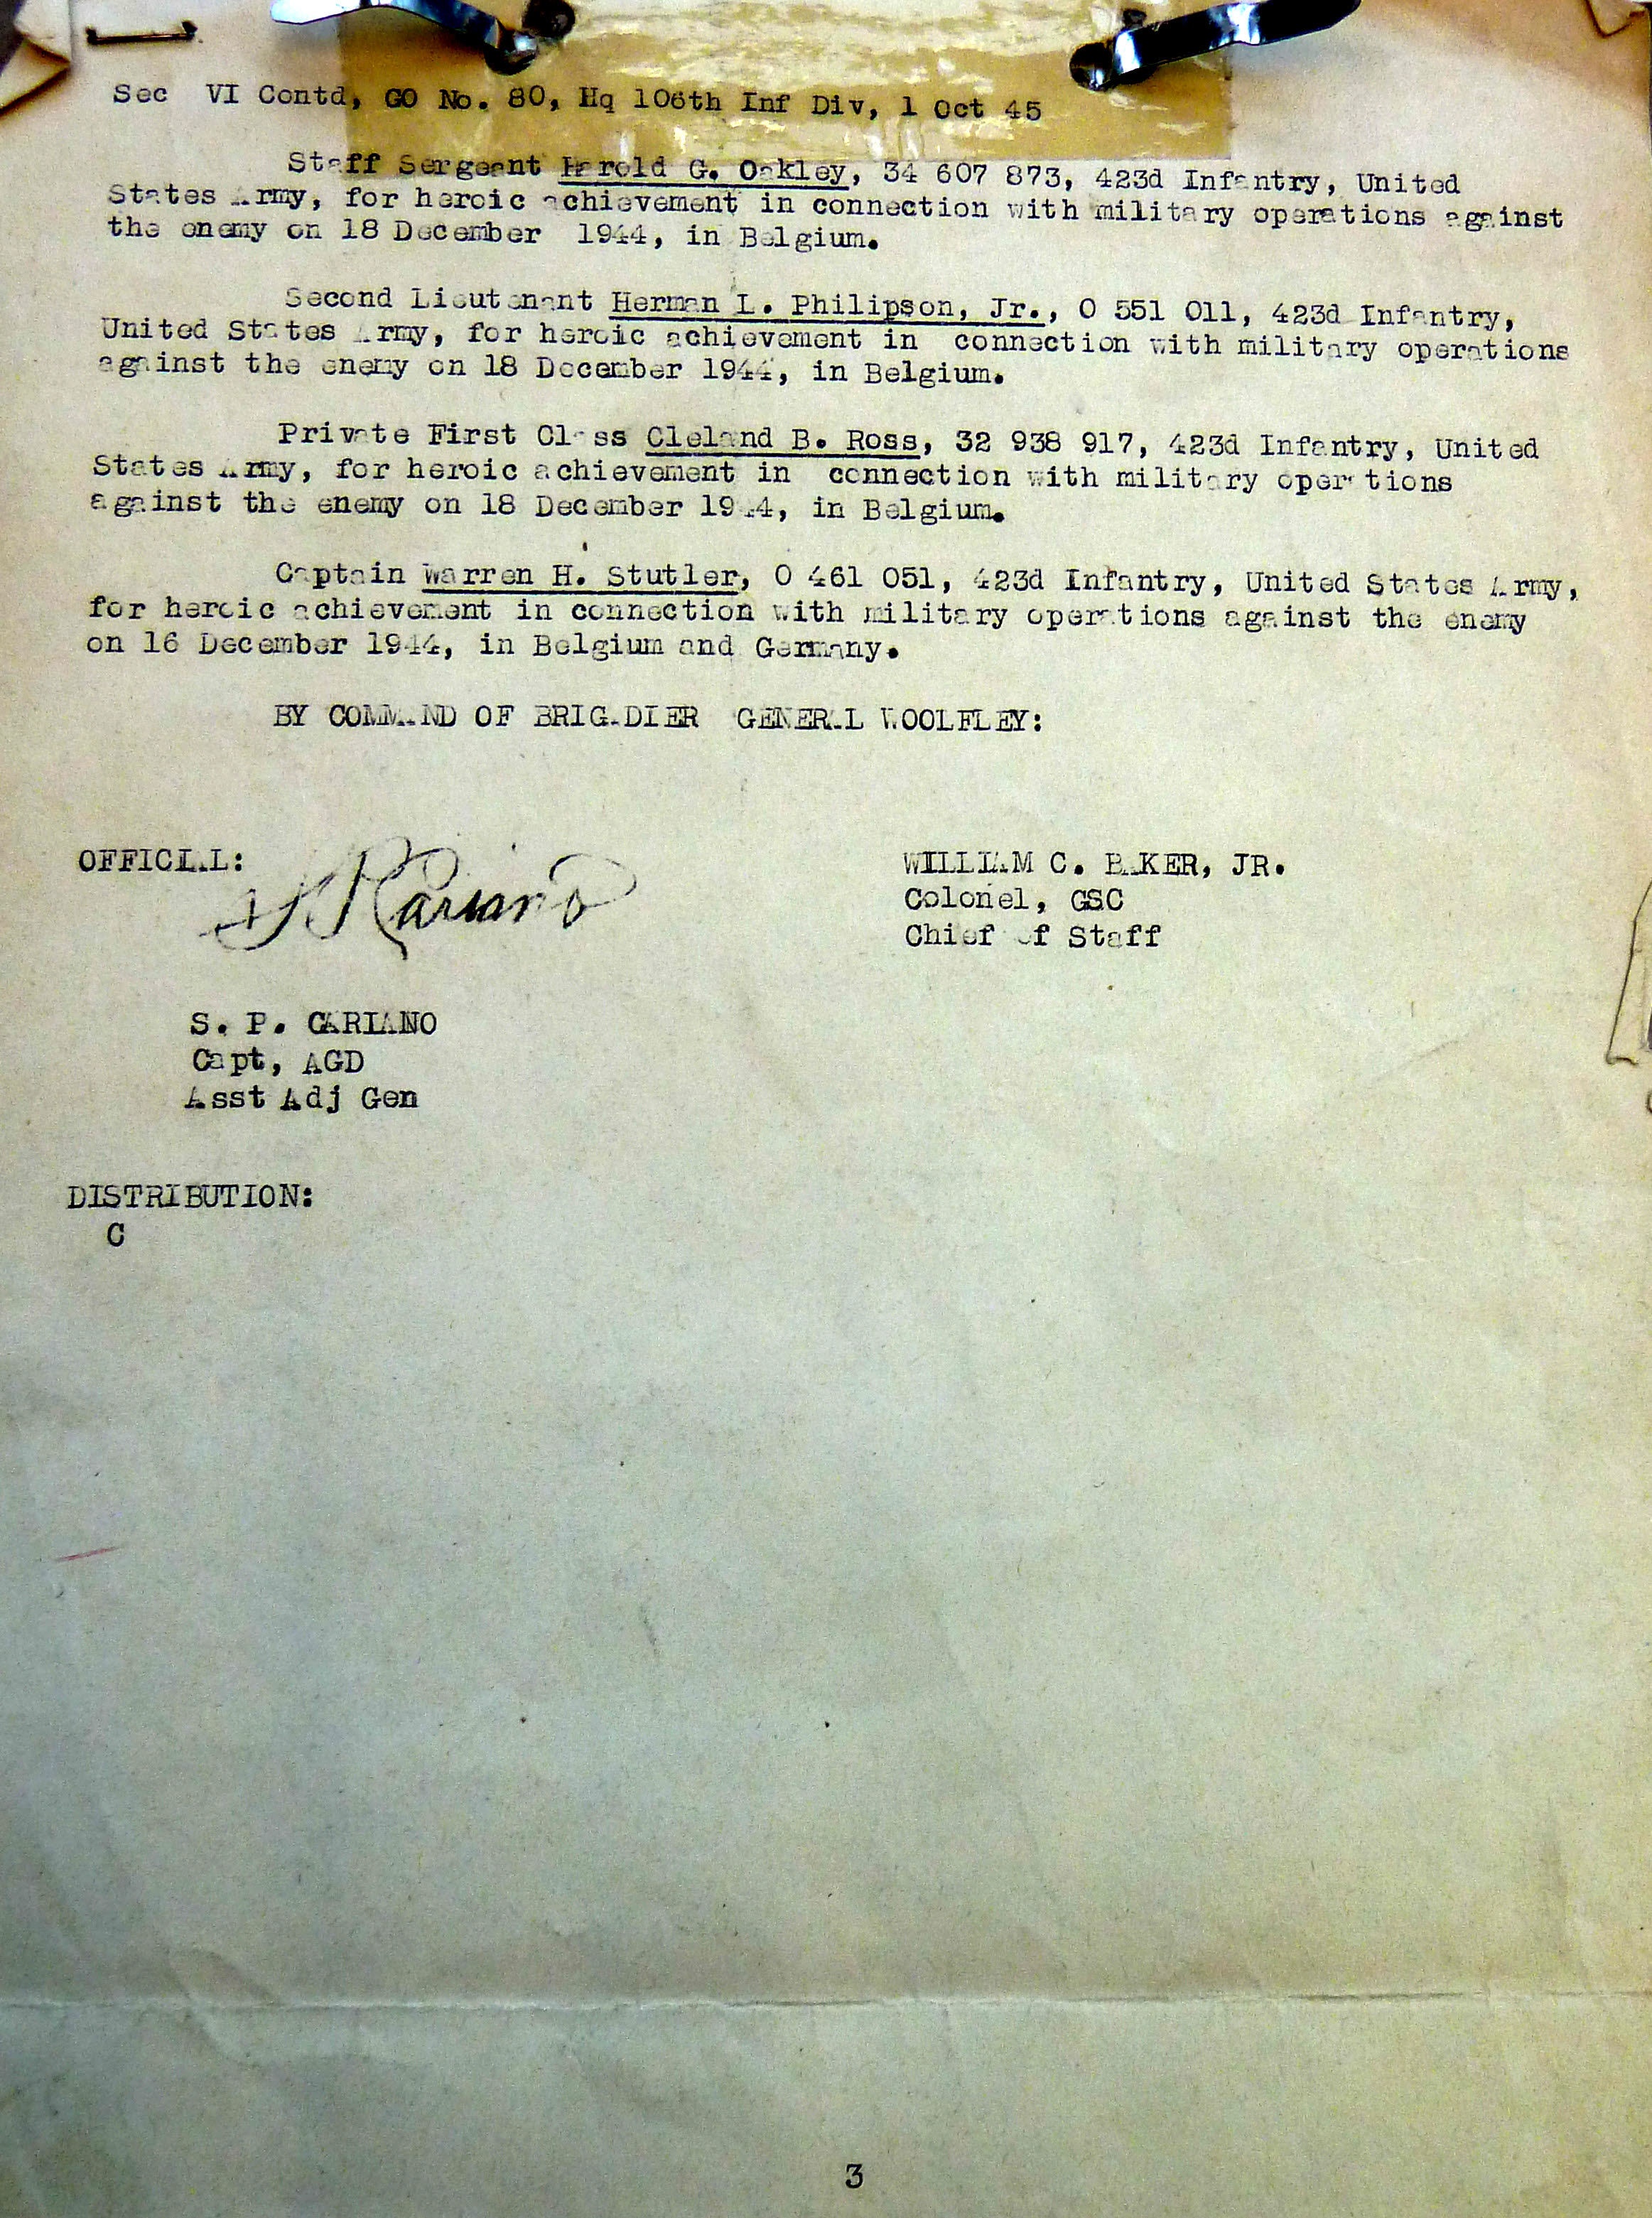 Sec VI Contd, GO No. 80, Hq 106th Inf Div, 1 Oct 45
Staff Sergeant Harold G. Oakley, 34 607 873, 423d Infantry, United
States Army, for heroic achievement in connection with military operations against
the enemy on 18 December 1944, in Belgium.
Second Lieutenant Herman L. Philipson, Jr., O 551 011, 423d Infantry,
United States Army, for heroic achievement in connection with military operations
against the enemy on 18 December 1944, in Belgium.
Private First Class Cleland B. Ross, 32 938 917, 423d Infantry, United
States Army, for heroic achievement in connection with military operations
against the enemy on 18 December 1944, in Belgium.
Captain Warren H. Stutler, O 461 051, 423d Infantry, United States Army,
for heroic achievement in connection with military operations against the enemy
on 16 December 1944, in Belgium and Germany.
BY COMMAND OF BRIGADIER GENERAL WOOLFLEY:
OFFICIAL:
S P Cariano
WILLIAM C. BAKER, JR.
Colonel, GSC
Chief of Staff
S. P. CARIANO
Capt, AGD
Asst Adj Gen
DISTRIBUTION:
C
3